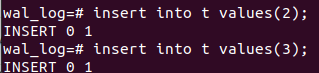 wal_log=# insert into t values(2);
INSERT 0 1
wal_log=# insert into t values(3);
INSERT 0 1